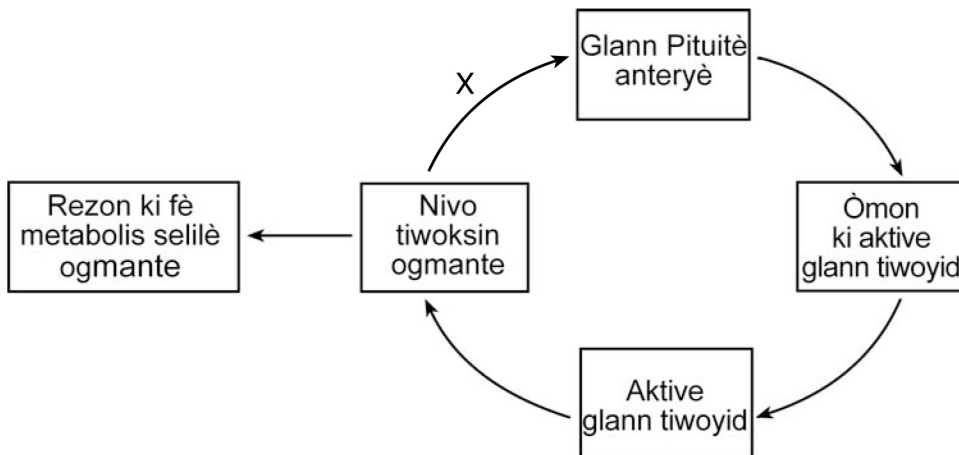 Glann Pituitè
anteryè
X
Rezon ki fè
metabolis selilè
ogmante
Nivo
tiwoksin
ogmante
Òmon
ki aktive
glann tiwoyid
Aktive
glann tiwoyid